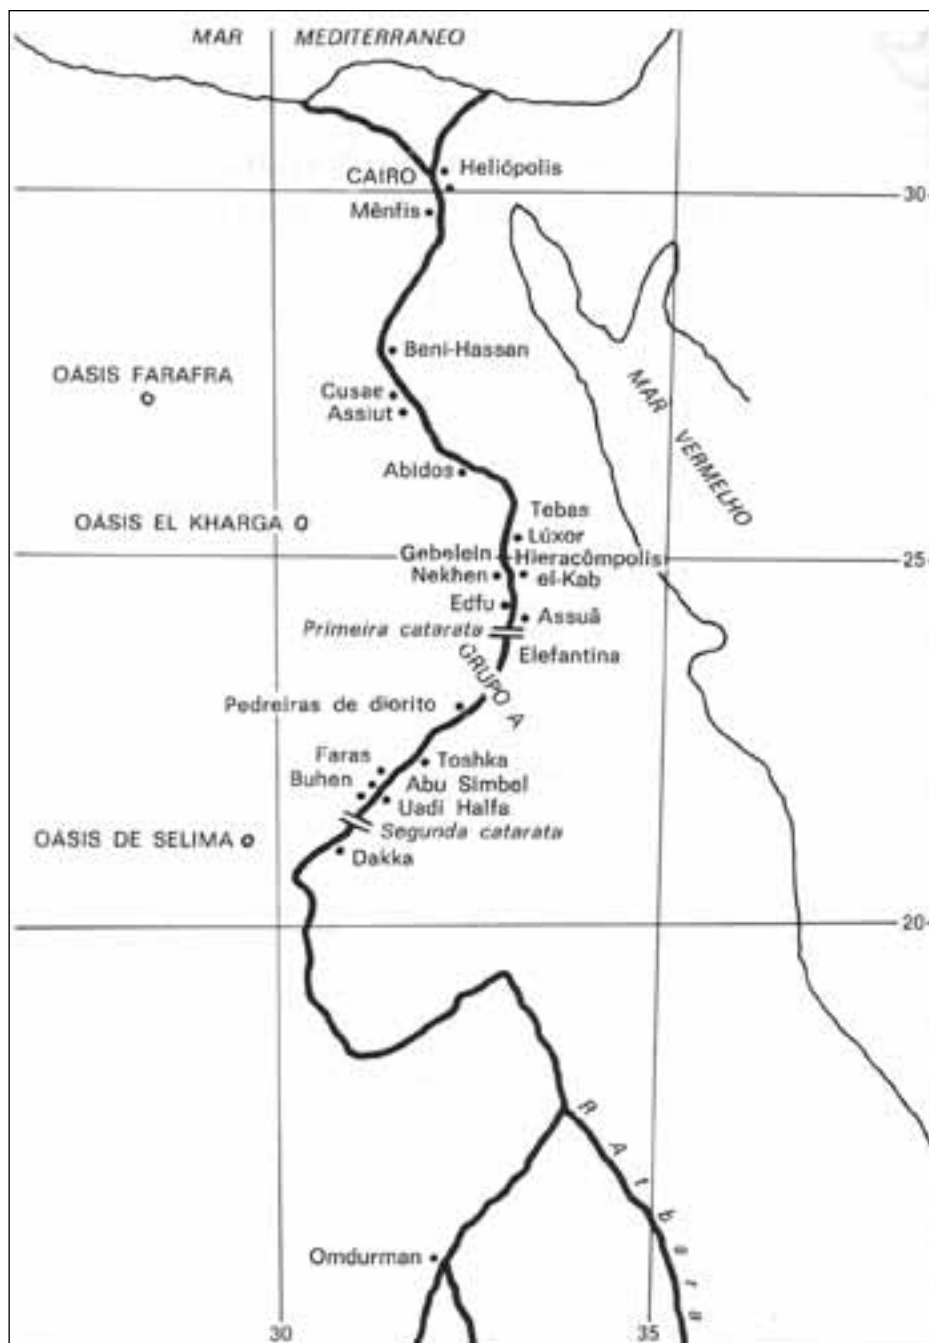 MAR MEDITERRANEO
Heliópolis
CAIRO
30
Mênfis
Beni-Hassan
OÁSIS FARAFRA
Cusae
Assiut
MAR VERMELHO
Abidos
Tebas
OÁSIS EL KHARGA
Lúxor
Gebelein
Hieracômpolis
25
Nekhen
el-Kab
Edfu
Assuã
Primeira catarata
Elefantina
GRUPO A
Pedreiras de diorito
Faras
Toshka
Buhen
Abu Simbel
Uadi Halfa
Segunda catarata
OÁSIS DE SELIMA
Dakka
20
R Atbara
Omdurman
30
35